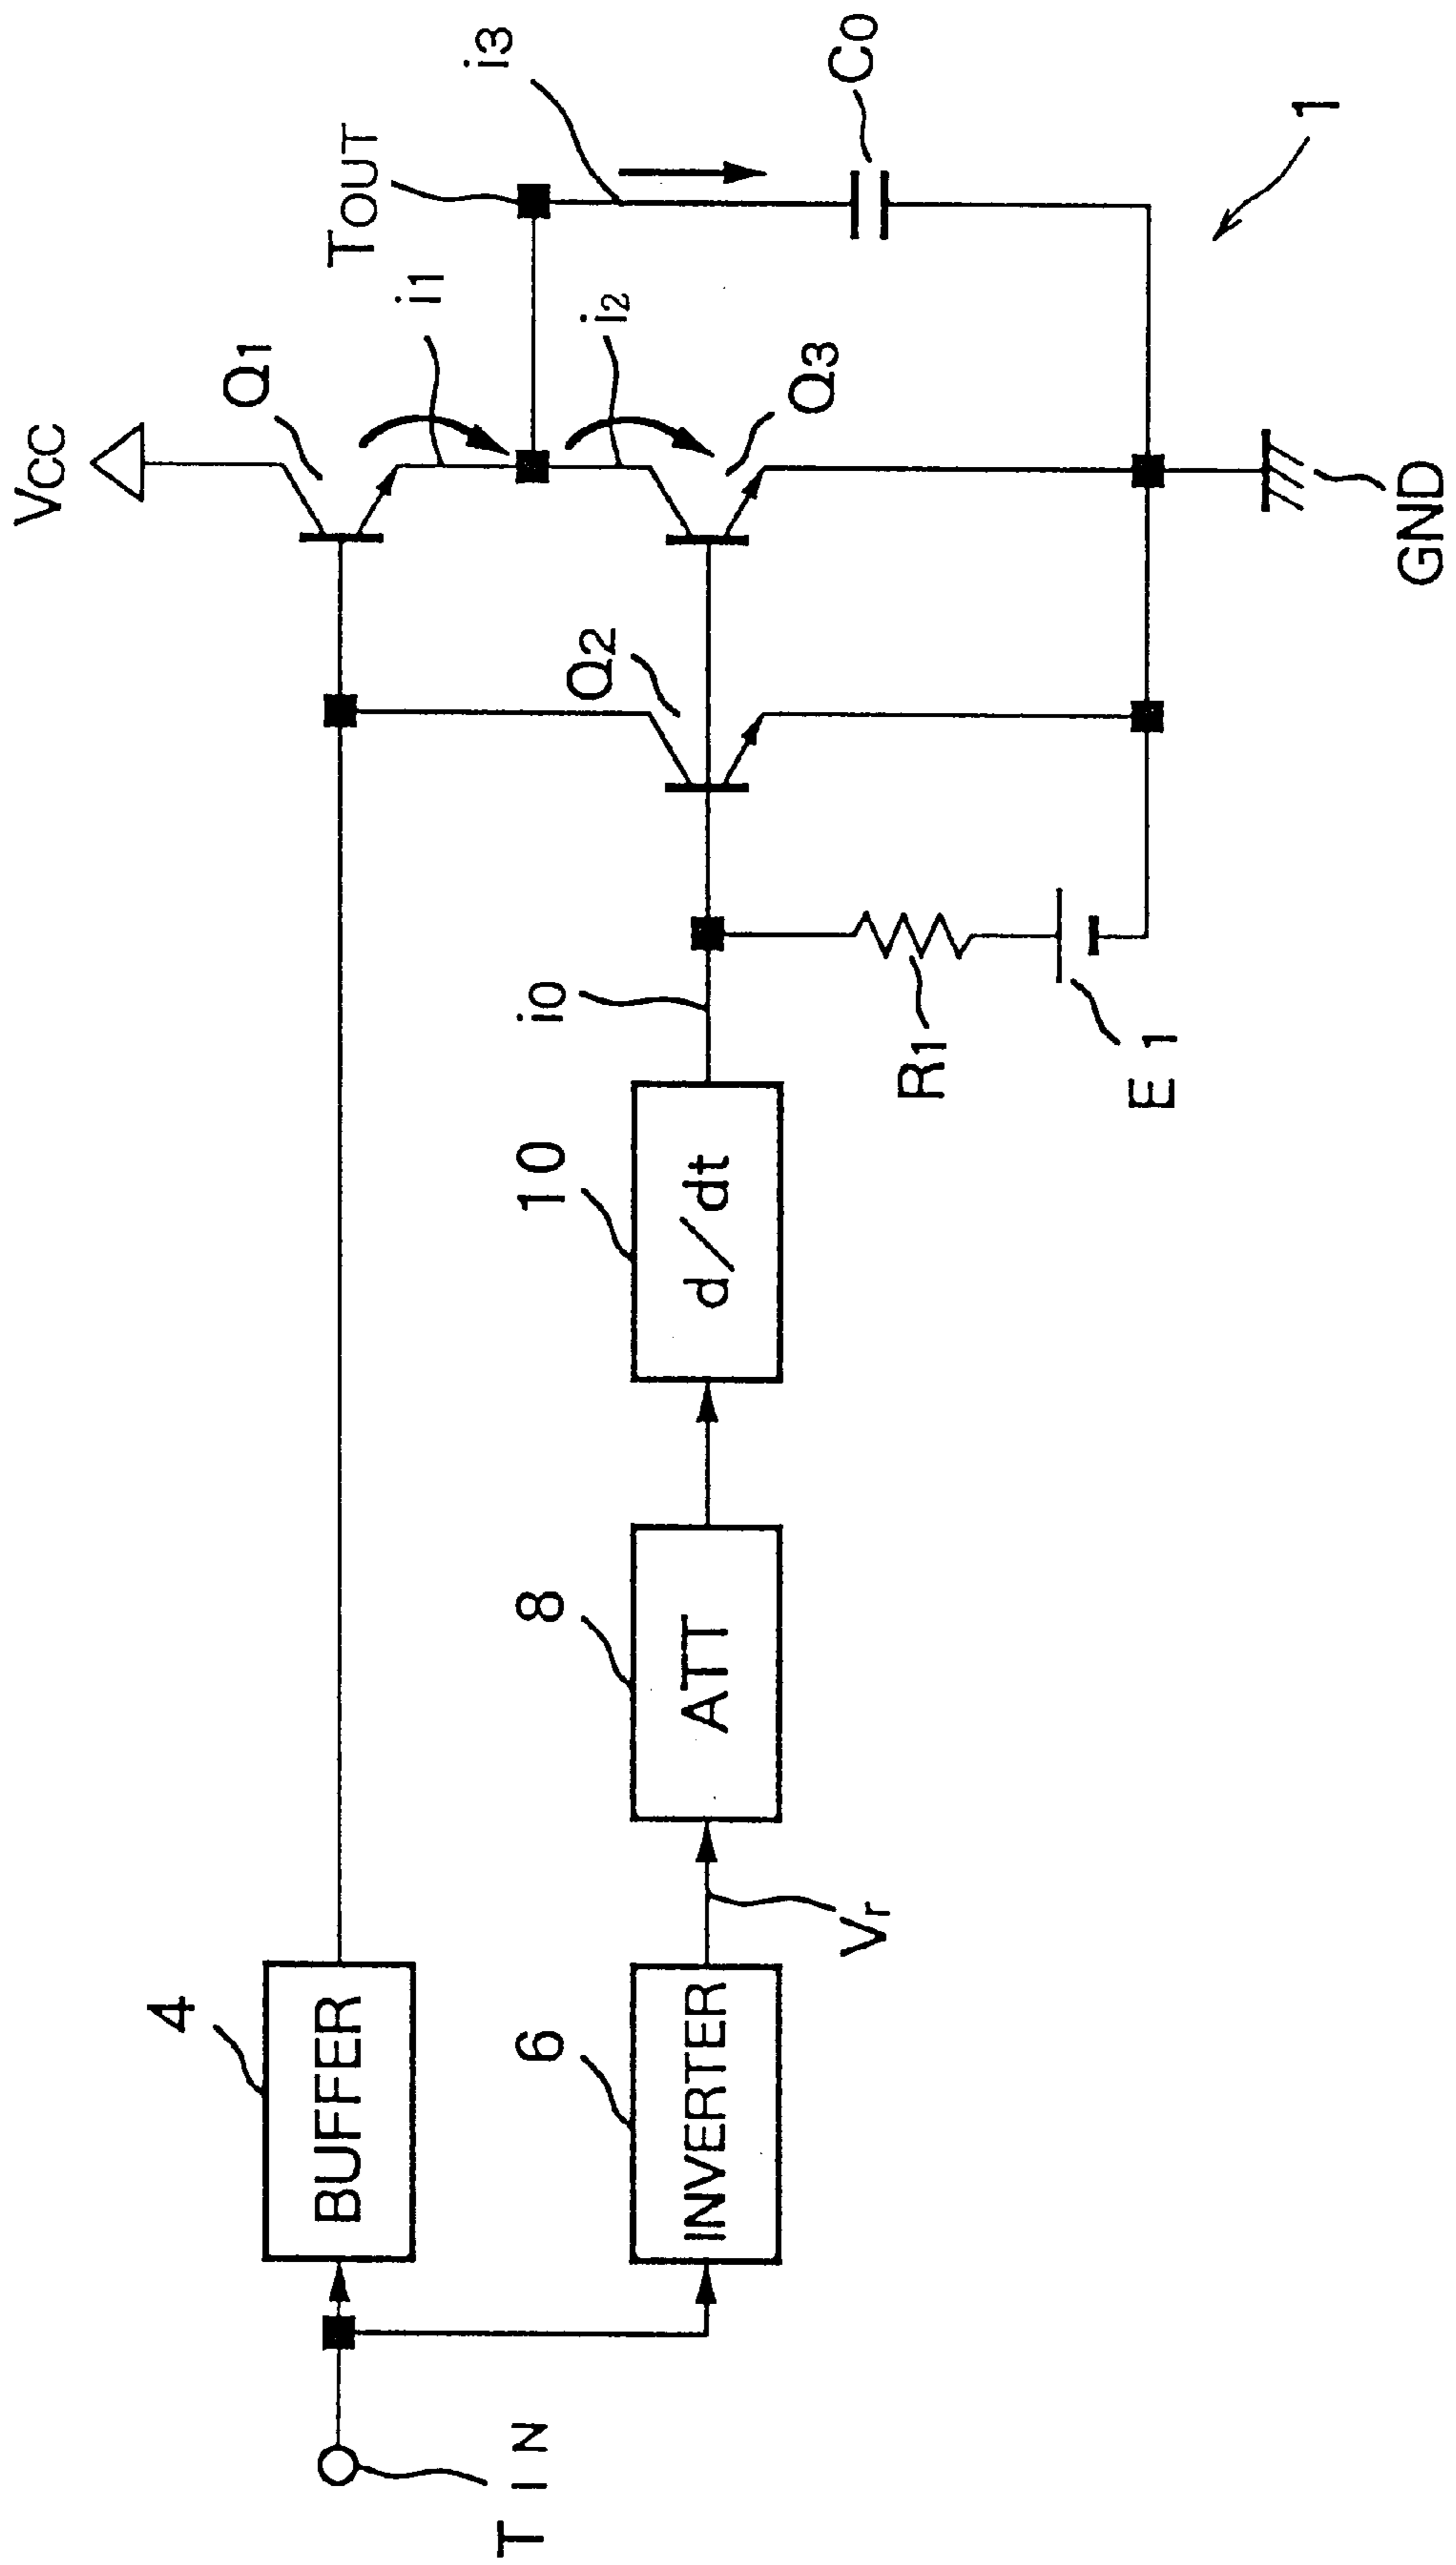 VCC
Q1
i1
TOUT
i3
Q2
i2
Q3
C0
1
4
BUFFER
TIN
6
INVERTER
Vr
8
ATT
10
d/dt
i0
R1
E1
GND